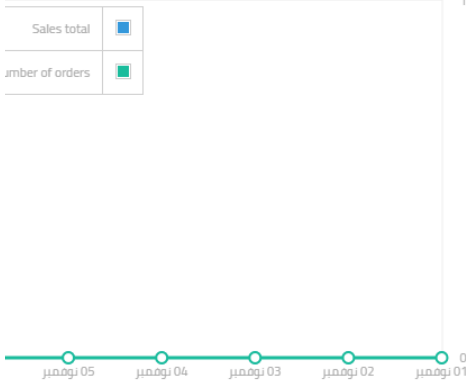 Sales total
umber of orders
0
01 نوفمبر
02 نوفمبر
03 نوفمبر
04 نوفمبر
05 نوفمبر